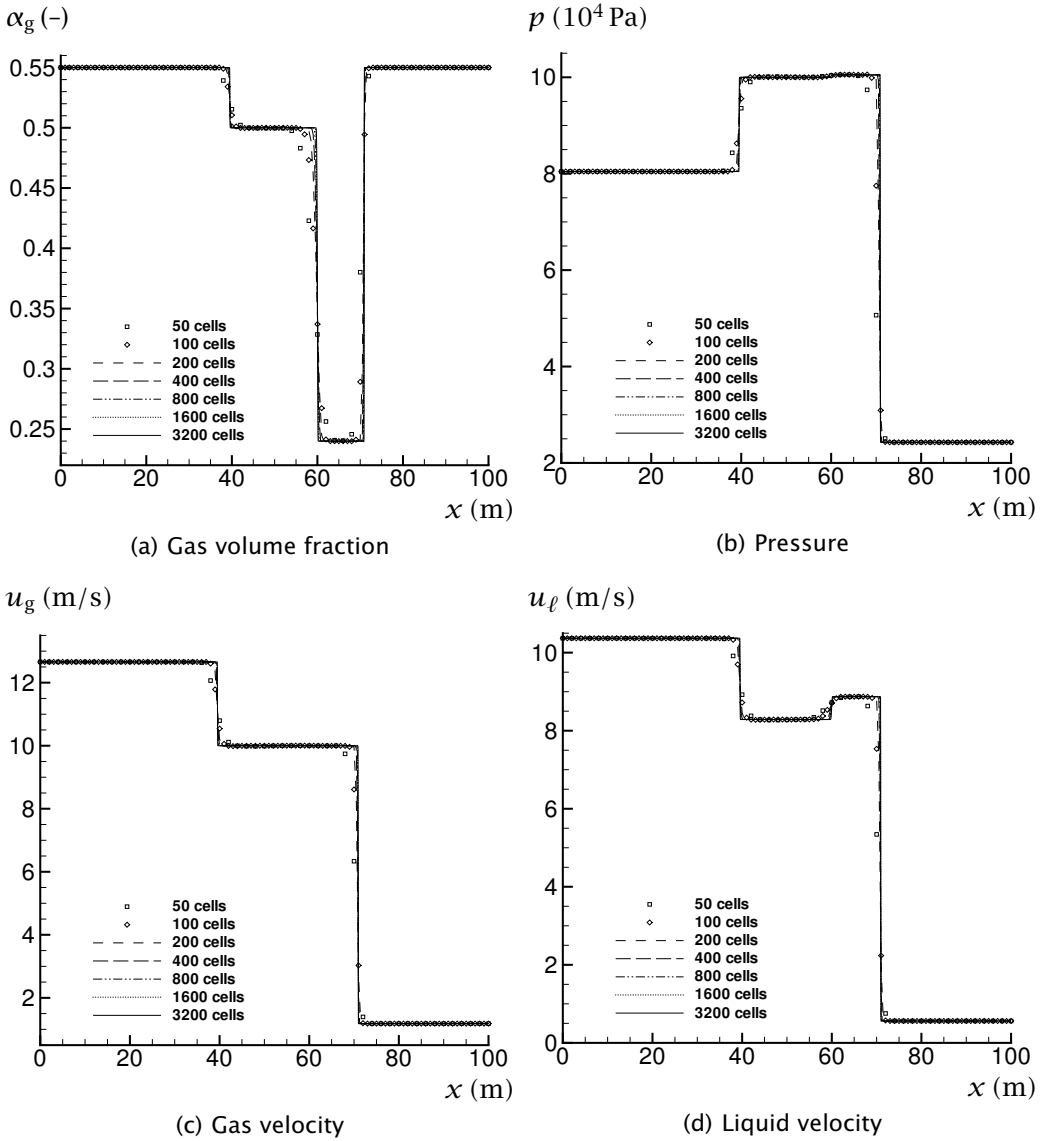 α_g (–)
0.55
0.5
0.45
0.4
0.35
0.3
0.25
50 cells
100 cells
200 cells
400 cells
800 cells
1600 cells
3200 cells
0 20 40 60 80 100
x (m)
(a) Gas volume fraction
p (10⁴ Pa)
10
8
6
4
2
50 cells
100 cells
200 cells
400 cells
800 cells
1600 cells
3200 cells
0 20 40 60 80 100
x (m)
(b) Pressure
u_g (m/s)
12
10
8
6
4
2
50 cells
100 cells
200 cells
400 cells
800 cells
1600 cells
3200 cells
0 20 40 60 80 100
x (m)
(c) Gas velocity
u_ℓ (m/s)
10
8
6
4
2
0
50 cells
100 cells
200 cells
400 cells
800 cells
1600 cells
3200 cells
0 20 40 60 80 100
x (m)
(d) Liquid velocity